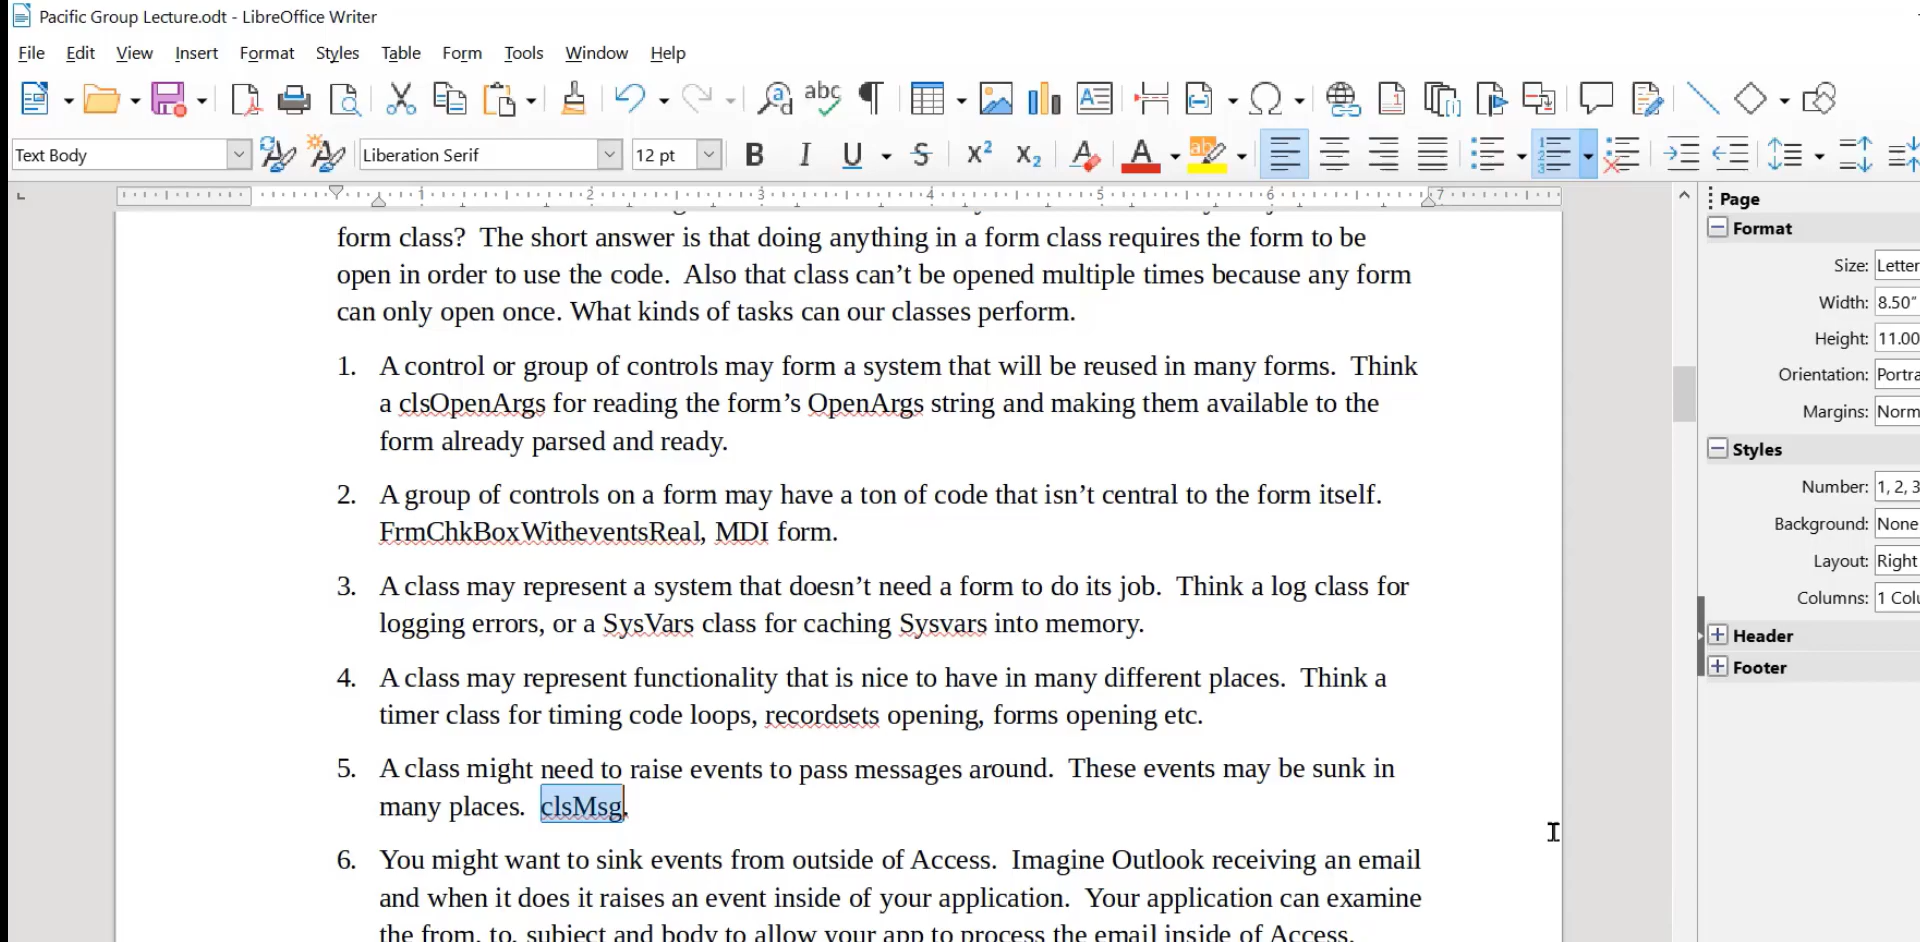 Pacific Group Lecture.odt - LibreOffice Writer
File Edit View Insert Format Styles Table Form Tools Window Help
Text Body Liberation Serif 12 pt
1 2 3 4 5 6 7
Page
Format
Size: Letter
Width: 8.50"
Height: 11.00
Orientation: Portra
Margins: Norm
Styles
Number: 1, 2, 3
Background: None
Layout: Right
Columns: 1 Colu
Header
Footer
form class?  The short answer is that doing anything in a form class requires the form to be
open in order to use the code.  Also that class can’t be opened multiple times because any form
can only open once. What kinds of tasks can our classes perform.
1. A control or group of controls may form a system that will be reused in many forms.  Think
a clsOpenArgs for reading the form’s OpenArgs string and making them available to the
form already parsed and ready.
2. A group of controls on a form may have a ton of code that isn’t central to the form itself.
FrmChkBoxWitheventsReal, MDI form.
3. A class may represent a system that doesn’t need a form to do its job.  Think a log class for
logging errors, or a SysVars class for caching Sysvars into memory.
4. A class may represent functionality that is nice to have in many different places.  Think a
timer class for timing code loops, recordsets opening, forms opening etc.
5. A class might need to raise events to pass messages around.  These events may be sunk in
many places.  clsMsg.
6. You might want to sink events from outside of Access.  Imagine Outlook receiving an email
and when it does it raises an event inside of your application.  Your application can examine
the from, to, subject and body to allow your app to process the email inside of Access.